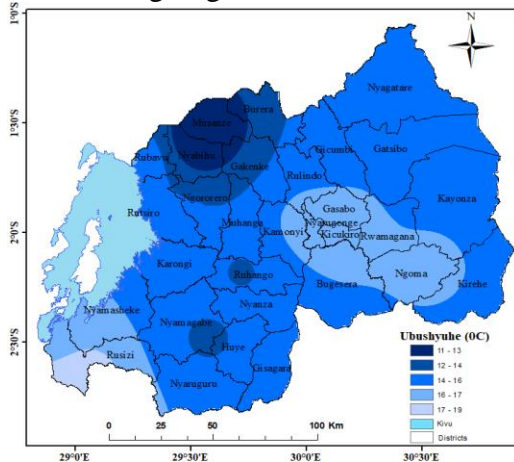 1°0'S
N
Nyagatare
Burera
1°30'S
Musanze
Gicumbi
Gatsibo
Rubavu
Nyabihu
Gakenke
Rulindo
Ngororero
Kayonza
Gasabo
Rutsiro
Muhanga
Kamonyi
Nyarugenge
2°0'S
Kicukiro
Rwamagana
Karongi
Ruhango
Ngoma
Kirehe
Bugesera
Nyamasheke
Nyanza
Nyamagabe
2°30'S
Rusizi
Huye
Gisagara
Nyaruguru
Ubushyuhe (0C)
11 - 13
12 - 14
14 - 16
16 - 17
17 - 19
Kivu
Districts
0 25 50 100 Km
29°0'E 29°30'E 30°0'E 30°30'E